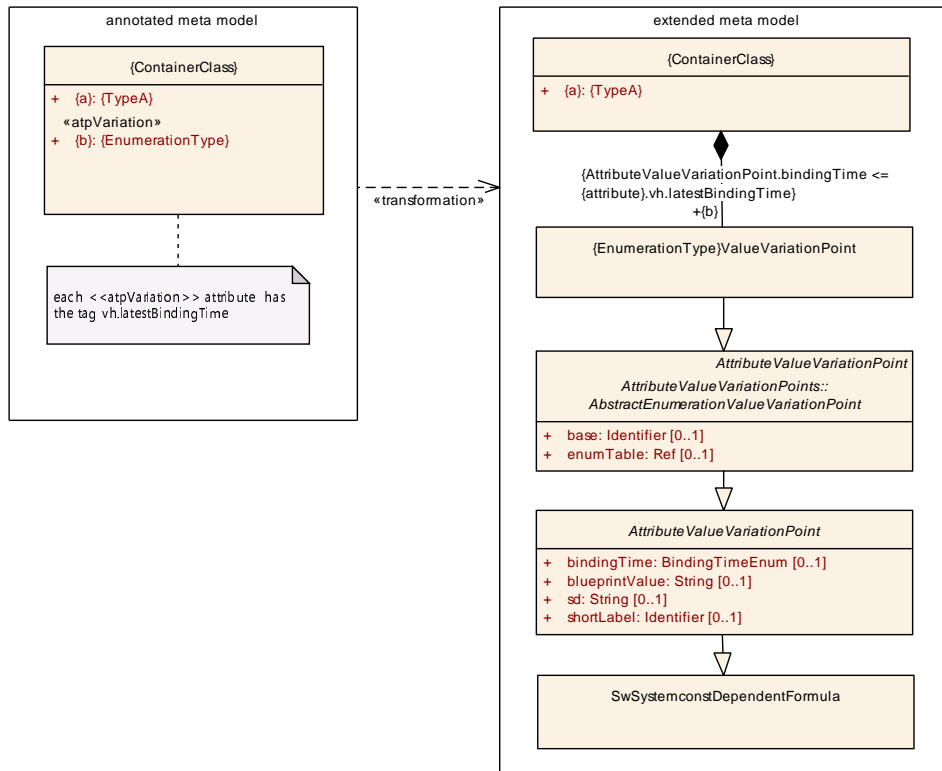 annotated meta model
{ContainerClass}
+ {a}: {TypeA}
«atpVariation»
+ {b}: {EnumerationType}
each <<atpVariation>> attribute has
the tag vh.latestBindingTime
«transformation»
extended meta model
{ContainerClass}
+ {a}: {TypeA}
{AttributeValueVariationPoint.bindingTime <=
{attribute}.vh.latestBindingTime}
+{b}
{EnumerationType}ValueVariationPoint
AttributeValueVariationPoint
AttributeValueVariationPoints::
AbstractEnumerationValueVariationPoint
+ base: Identifier [0..1]
+ enumTable: Ref [0..1]
AttributeValueVariationPoint
+ bindingTime: BindingTimeEnum [0..1]
+ blueprintValue: String [0..1]
+ sd: String [0..1]
+ shortLabel: Identifier [0..1]
SwSystemconstDependentFormula